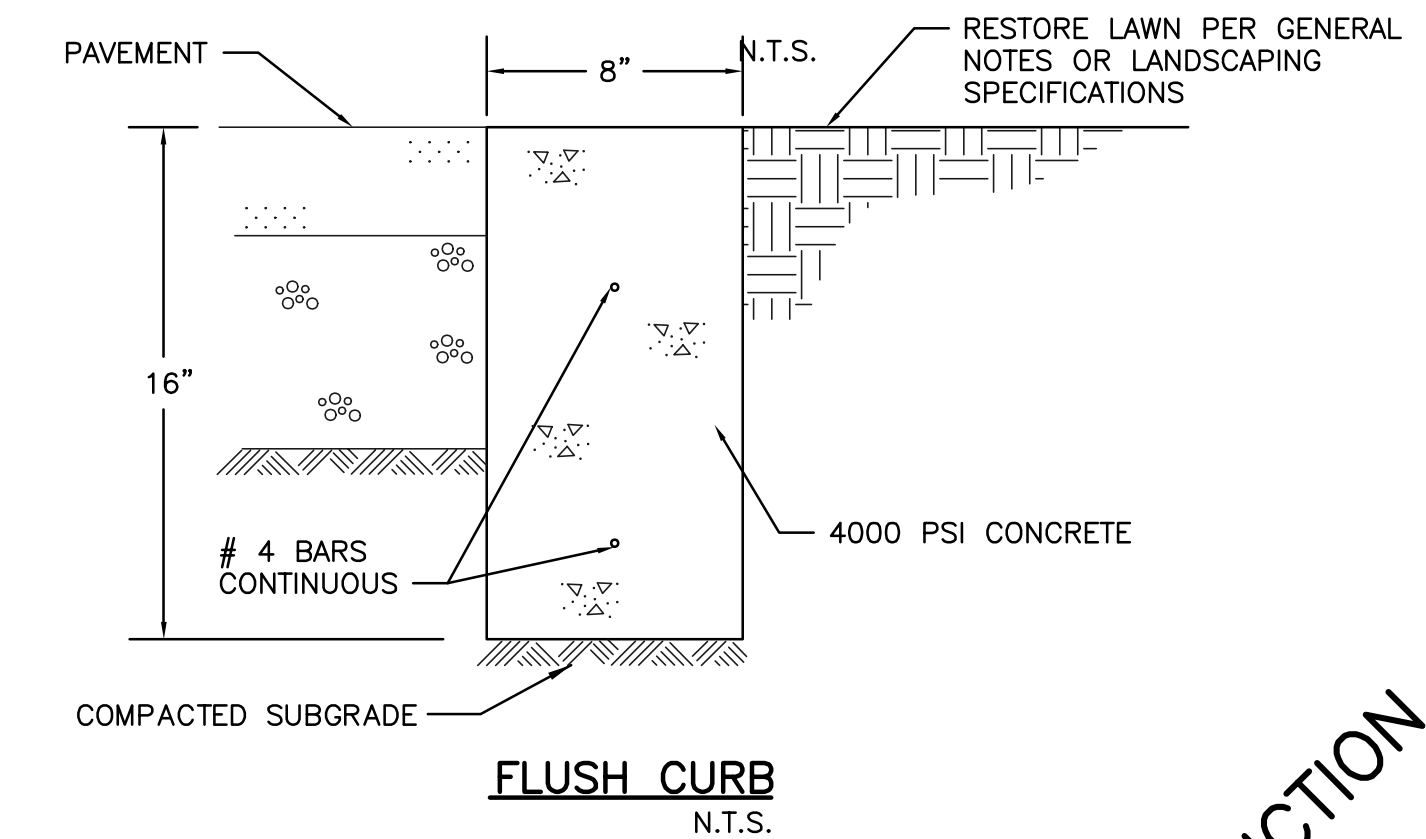 PAVEMENT
8”
N.T.S.
RESTORE LAWN PER GENERAL
NOTES OR LANDSCAPING
SPECIFICATIONS
16”
# 4 BARS
CONTINUOUS
4000 PSI CONCRETE
COMPACTED SUBGRADE
FLUSH CURB
N.T.S.